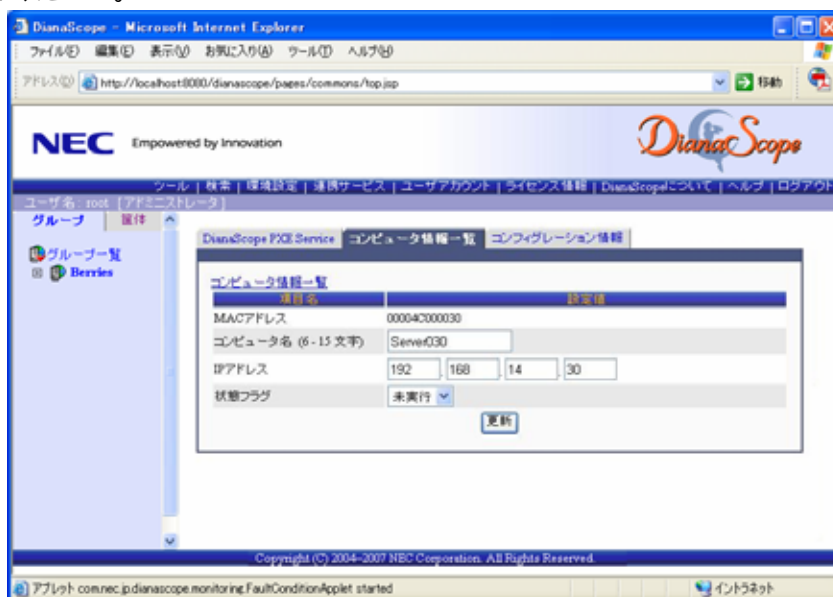 DianaScope - Microsoft Internet Explorer
ファイル(F) 編集(E) 表示(V) お気に入り(A) ツール(T) ヘルプ(H)
アドレス(D) http://localhost:8080/dianascope/pages/commons/top.jsp 移動
NEC Empowered by Innovation DianaScope
ツール | 検索 | 環境設定 | 連携サービス | ユーザアカウント | ライセンス情報 | DianaScopeについて | ヘルプ | ログアウト
ユーザ名: root [アドミニストレータ]
グループ 筐体
グループ一覧
Berries
DianaScope PXE Service コンピュータ情報一覧 コンフィグレーション情報
コンピュータ情報一覧
項目名 設定値
MACアドレス 00004C000030
コンピュータ名 (6 - 15 文字) Server030
IPアドレス 192 . 168 . 14 . 30
状態フラグ 未実行
更新
Copyright (C) 2004-2007 NEC Corporation. All Rights Reserved.
アプレット com.nec.jp.dianascope.monitoring.FaultConditionApplet started イントラネット